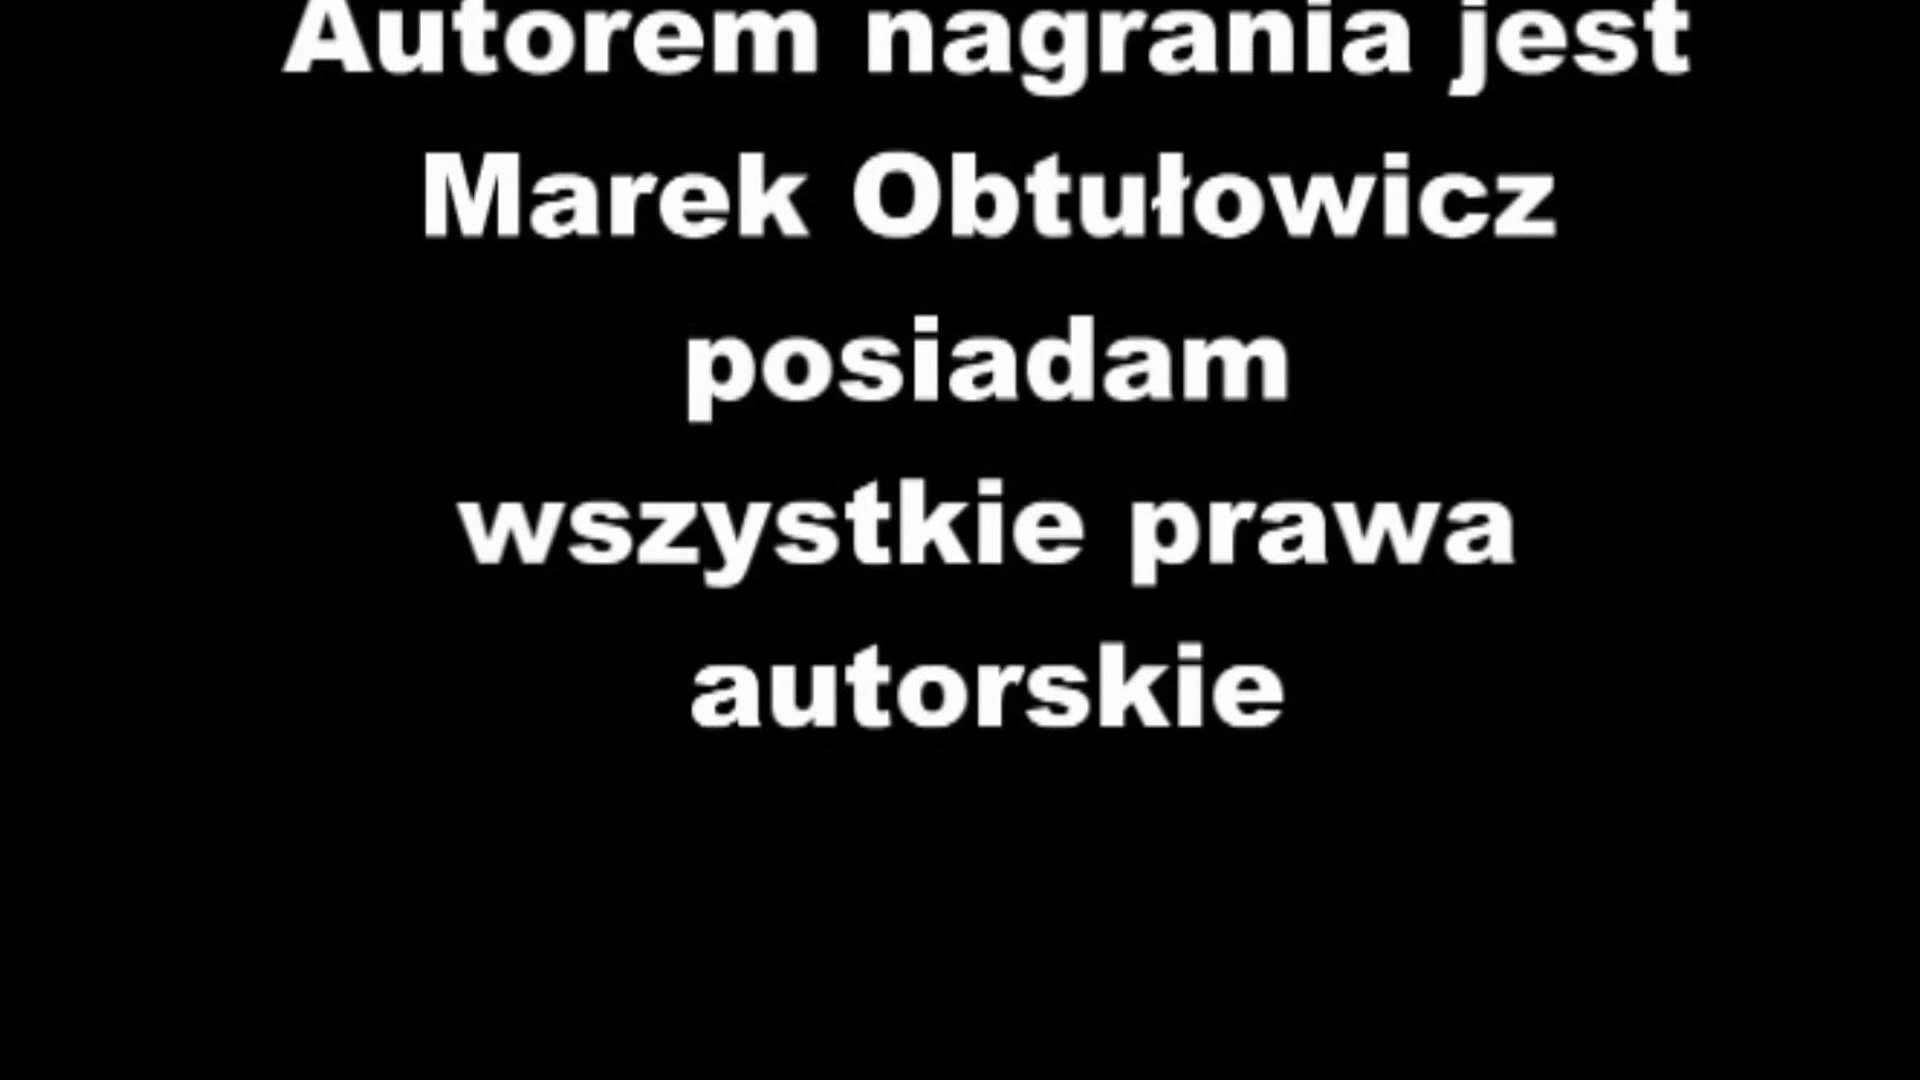 Autorem nagrania jest
Marek Obtułowicz
posiadam
wszystkie prawa
autorskie